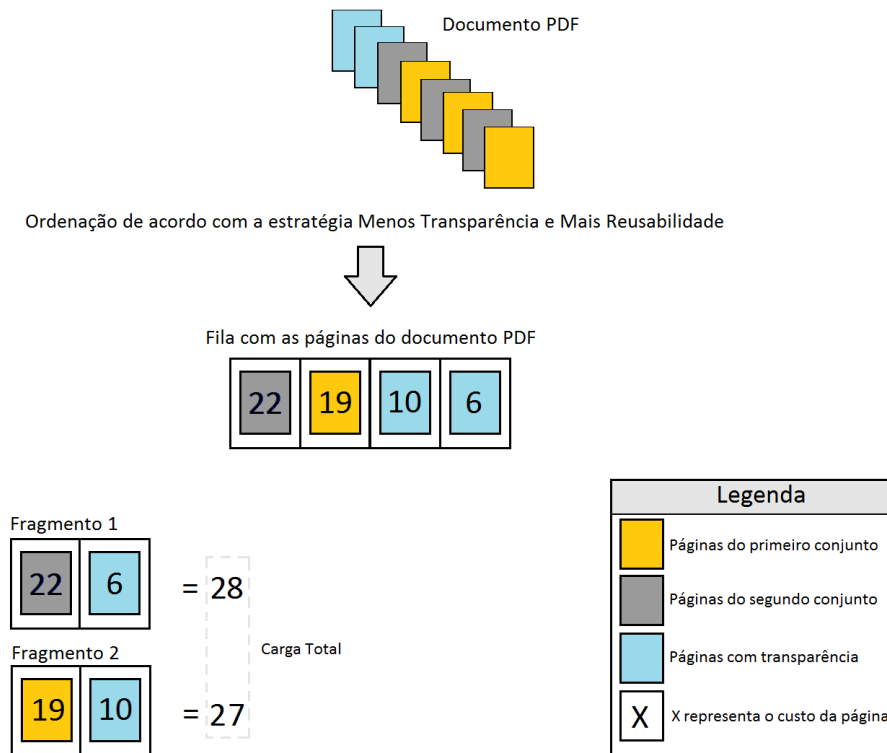 Documento PDF
Ordenação de acordo com a estratégia Menos Transparência e Mais Reusabilidade
Fila com as páginas do documento PDF
22 19 10 6
Fragmento 1
22 6 = 28
Carga Total
Fragmento 2
19 10 = 27
Legenda
Páginas do primeiro conjunto
Páginas do segundo conjunto
Páginas com transparência
X X representa o custo da página